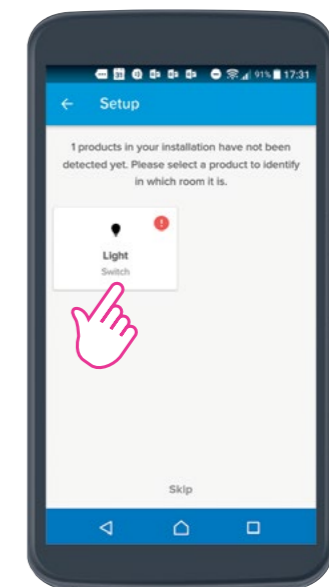 31 91% 17:31
Setup
1 products in your installation have not been
detected yet. Please select a product to identify
in which room it is.
Light
Switch
Skip